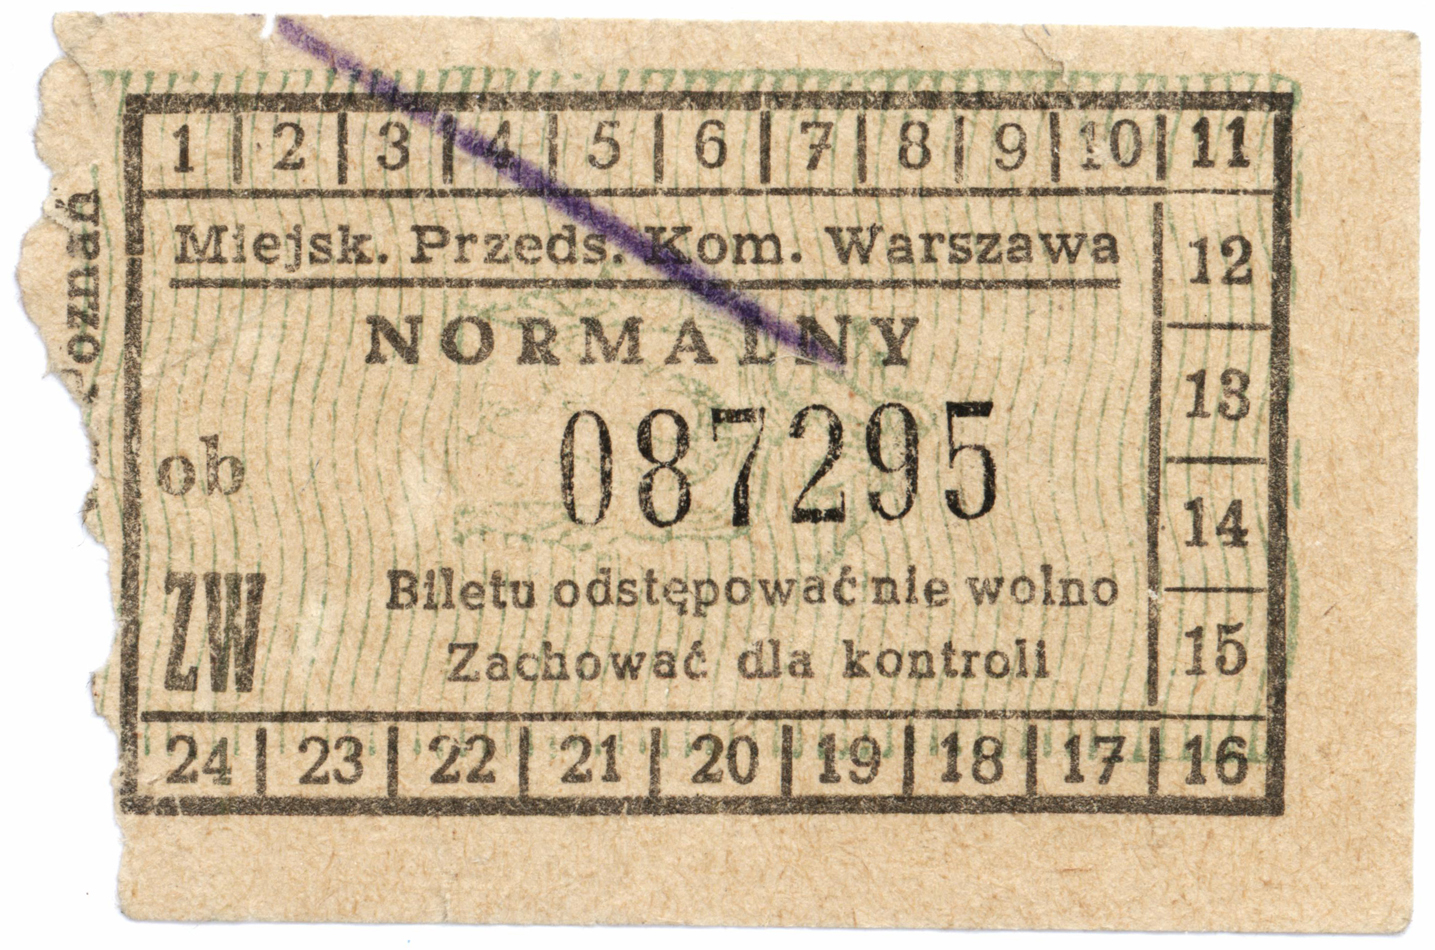 1 2 3 4 5 6 7 8 9 10 11
Miejsk. Przeds. Kom. Warszawa
12
NORMALNY
13
087295
ob
14
Biletu odstępować nie wolno
ZW
Zachować dla kontroli
15
24 23 22 21 20 19 18 17 16
Poznań